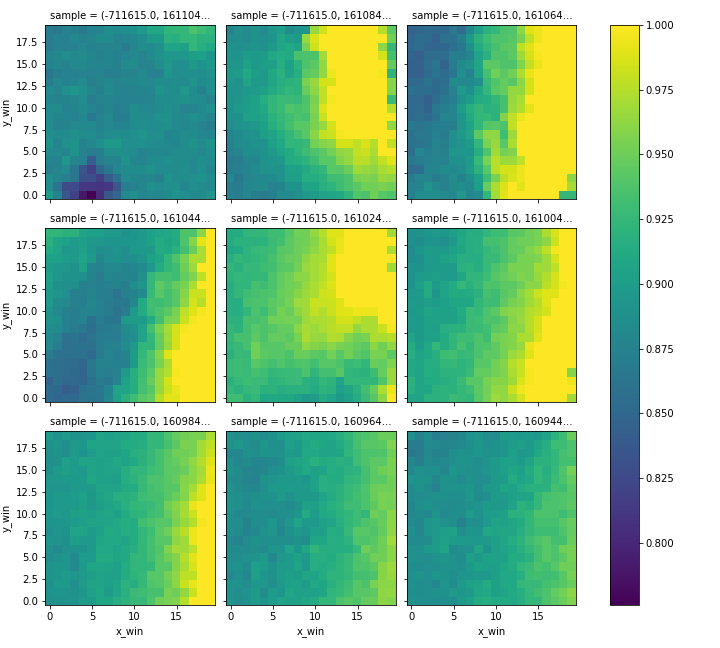 sample = (-711615.0, 161104...
sample = (-711615.0, 161084...
sample = (-711615.0, 161064...
y_win
17.5
15.0
12.5
10.0
7.5
5.0
2.5
0.0
sample = (-711615.0, 161044...
sample = (-711615.0, 161024...
sample = (-711615.0, 161004...
y_win
17.5
15.0
12.5
10.0
7.5
5.0
2.5
0.0
sample = (-711615.0, 160984...
sample = (-711615.0, 160964...
sample = (-711615.0, 160944...
y_win
17.5
15.0
12.5
10.0
7.5
5.0
2.5
0.0
0 5 10 15
0 5 10 15
0 5 10 15
x_win
x_win
x_win
1.000
0.975
0.950
0.925
0.900
0.875
0.850
0.825
0.800